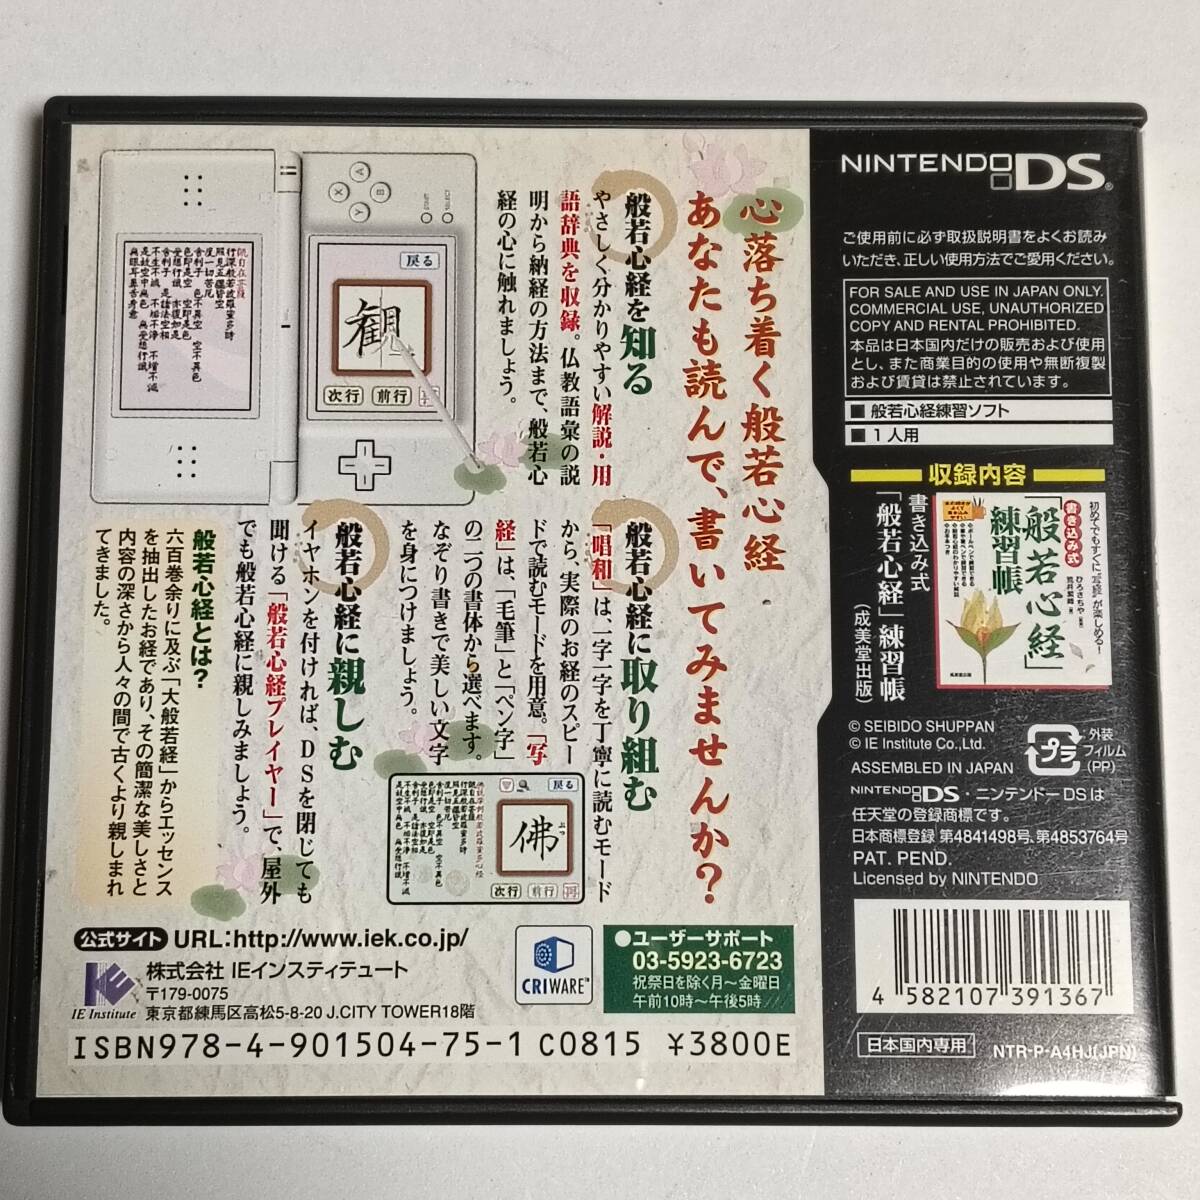 心落ち着く般若心経
あなたも読んで、書いてみませんか？
般若心経を知る
やさしく分かりやすい解説・用
語辞典を収録。仏教語彙の説
明から納経の方法まで、般若心
経の心に触れましょう。
戻る
観
次行 前行
般若心経に取り組む
「唱和」は、一字一字を丁寧に読むモード
から、実際のお経のスピー
ドで読むモードを用意。「写
経」は、「毛筆」と「ペン字」
の二つの書体から選べます。
なぞり書きで美しい文字
を身につけましょう。
戻る
佛
ぶっ
次行 前行
般若心経に親しむ
イヤホンを付ければ、DSを閉じても
聞ける「般若心経プレイヤー」で、屋外
でも般若心経に親しみましょう。
般若心経とは？
六百巻余りに及ぶ「大般若経」からエッセンス
を抽出したお経であり、その簡潔な美しさと
内容の深さから人々の間で古くより親しまれ
てきました。
公式サイト URL:http://www.iek.co.jp/
IE Institute
株式会社 IEインスティテュート
〒179-0075
東京都練馬区高松5-8-20 J.CITY TOWER18階
CRIWARE™
●ユーザーサポート
03-5923-6723
祝祭日を除く月〜金曜日
午前10時〜午後5時
ISBN978-4-901504-75-1 C0815 ¥3800E
NINTENDO DS®
ご使用前に必ず取扱説明書をよくお読み
いただき、正しい使用方法でご愛用ください。
FOR SALE AND USE IN JAPAN ONLY.
COMMERCIAL USE, UNAUTHORIZED
COPY AND RENTAL PROHIBITED.
本品は日本国内だけの販売および使用
とし、また商業目的の使用や無断複製
および賃貸は禁止されています。
■ 般若心経練習ソフト
■ 1人用
収録内容
書き込み式
「般若心経」練習帳
（成美堂出版）
初めてでもすぐに“写経”が楽しめる！
書き込み式
「般若心経」
練習帳
© SEIBIDO SHUPPAN
© IE Institute Co.,Ltd.
ASSEMBLED IN JAPAN
プラ
外装
フィルム
(PP)
NINTENDO DS・ニンテンドーDSは
任天堂の登録商標です。
日本商標登録 第4841498号、第4853764号
PAT. PEND.
Licensed by NINTENDO
4 582107 391367
日本国内専用
NTR-P-A4HJ(JPN)